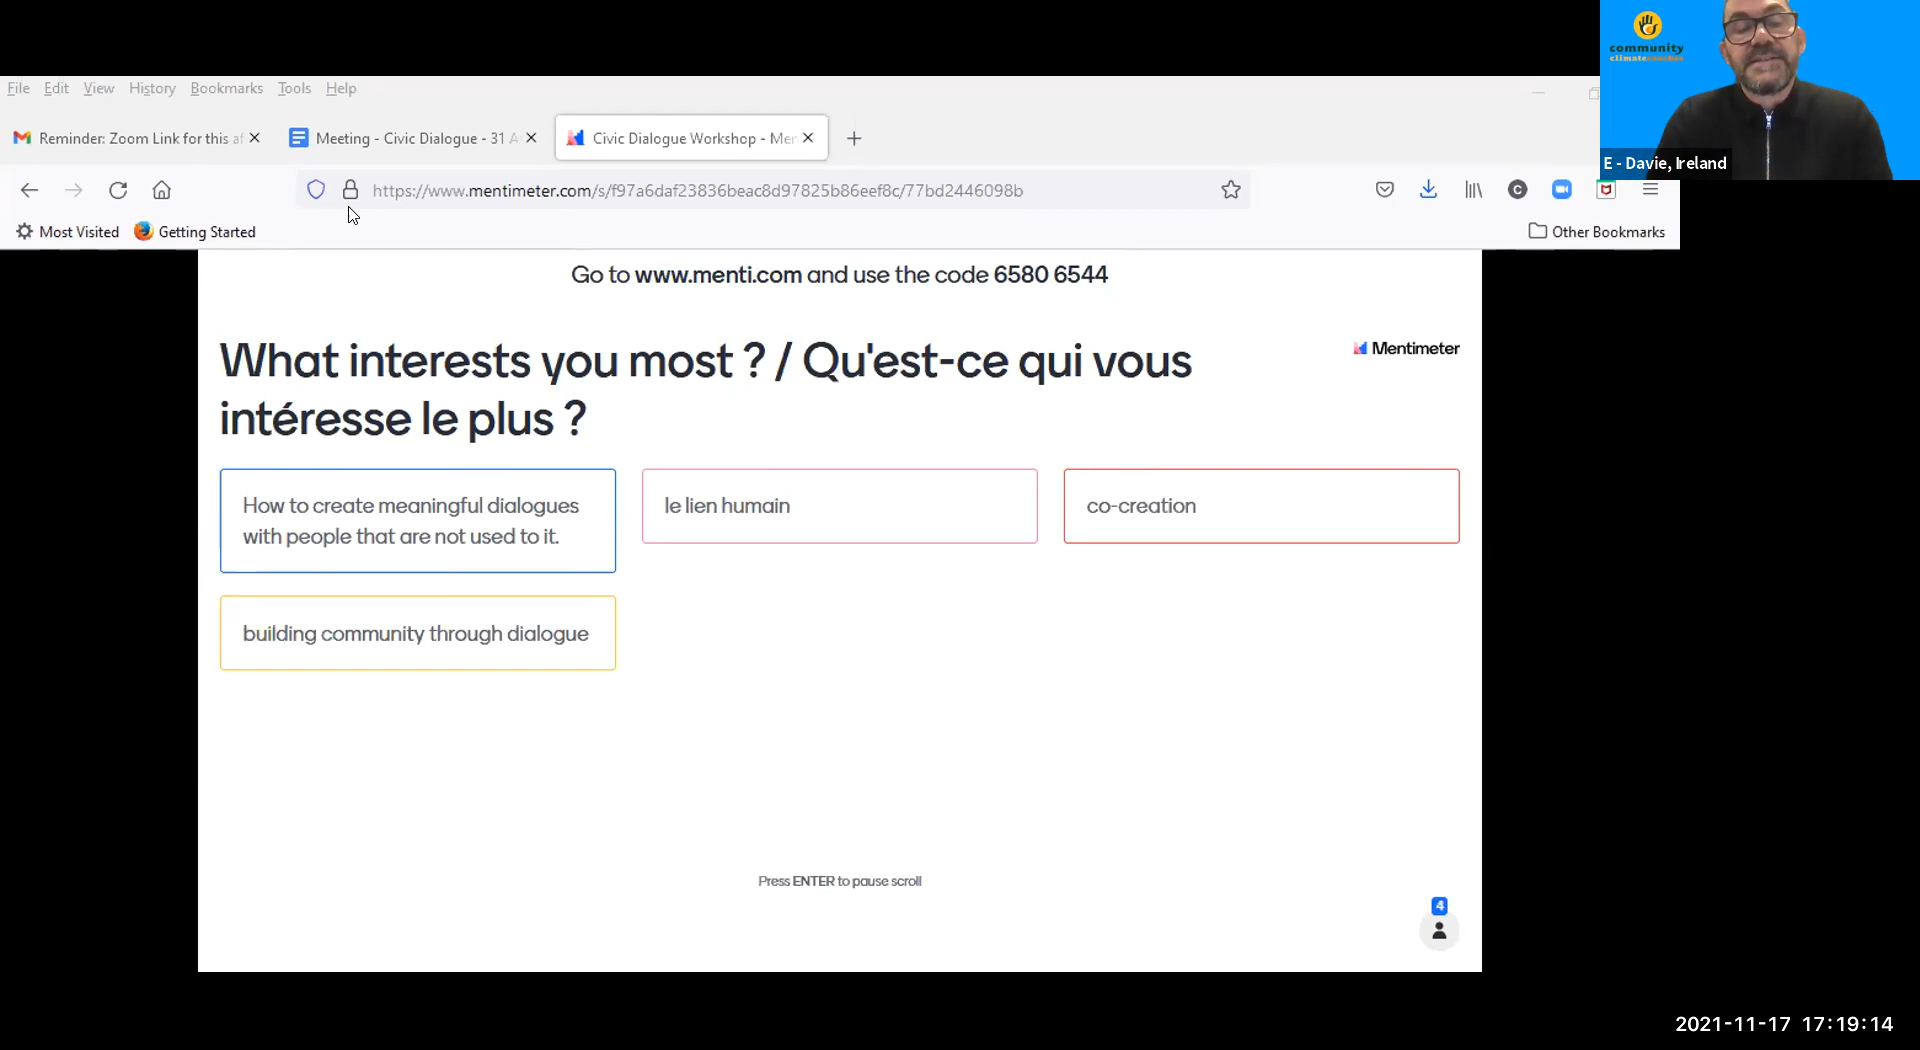 community
climatecoaches
E - Davie, Ireland
File Edit View History Bookmarks Tools Help
Reminder: Zoom Link for this af
Meeting - Civic Dialogue - 31 A
Civic Dialogue Workshop - Men
https://www.mentimeter.com/s/f97a6daf23836beac8d97825b86eef8c/77bd2446098b
Most Visited Getting Started Other Bookmarks
Go to www.menti.com and use the code 6580 6544
What interests you most ? / Qu'est-ce qui vous
intéresse le plus ?
Mentimeter
How to create meaningful dialogues
with people that are not used to it.
le lien humain
co-creation
building community through dialogue
Press ENTER to pause scroll
4
2021-11-17 17:19:14